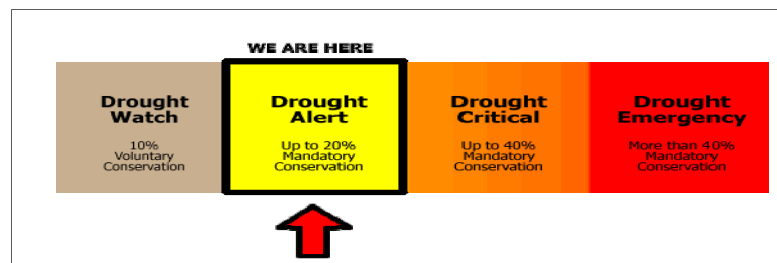 WE ARE HERE
Drought
Watch
10%
Voluntary
Conservation
Drought
Alert
Up to 20%
Mandatory
Conservation
Drought
Critical
Up to 40%
Mandatory
Conservation
Drought
Emergency
More than 40%
Mandatory
Conservation